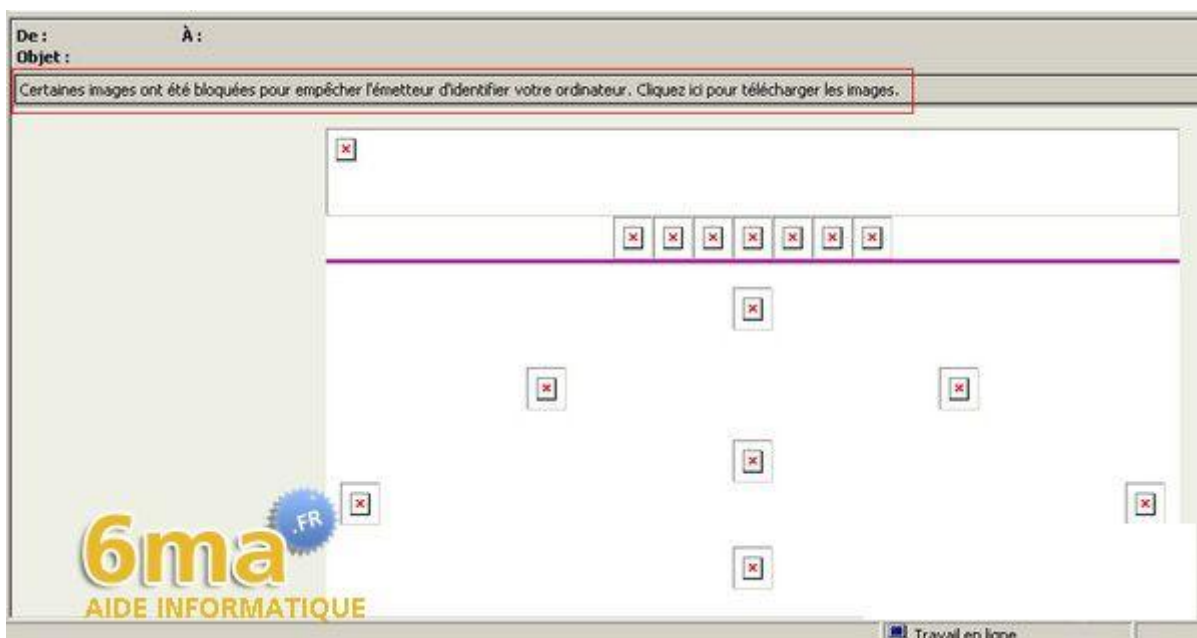 De : À :
Objet :
Certaines images ont été bloquées pour empêcher l'émetteur d'identifier votre ordinateur. Cliquez ici pour télécharger les images.
6ma .FR
AIDE INFORMATIQUE
Travail en ligne